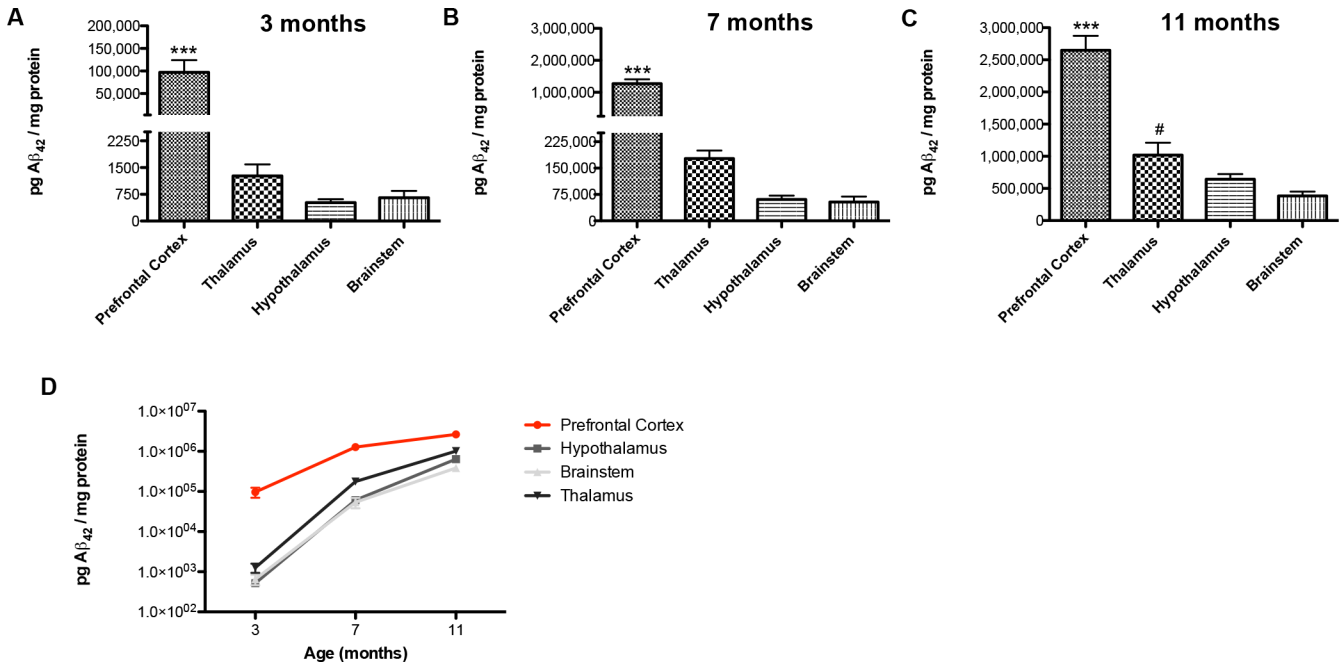 A
3 months
200,000
150,000
100,000
50,000
2250
1500
750
0
pg Aβ42 / mg protein
***
Prefrontal Cortex
Thalamus
Hypothalamus
Brainstem
B
7 months
3,000,000
2,000,000
1,000,000
225,000
150,000
75,000
0
pg Aβ42 / mg protein
***
Prefrontal Cortex
Thalamus
Hypothalamus
Brainstem
C
11 months
3,000,000
2,500,000
2,000,000
1,500,000
1,000,000
500,000
0
pg Aβ42 / mg protein
***
#
Prefrontal Cortex
Thalamus
Hypothalamus
Brainstem
D
1.0×10^07
1.0×10^06
1.0×10^05
1.0×10^04
1.0×10^03
1.0×10^02
pg Aβ42 / mg protein
3 7 11
Age (months)
Prefrontal Cortex
Hypothalamus
Brainstem
Thalamus